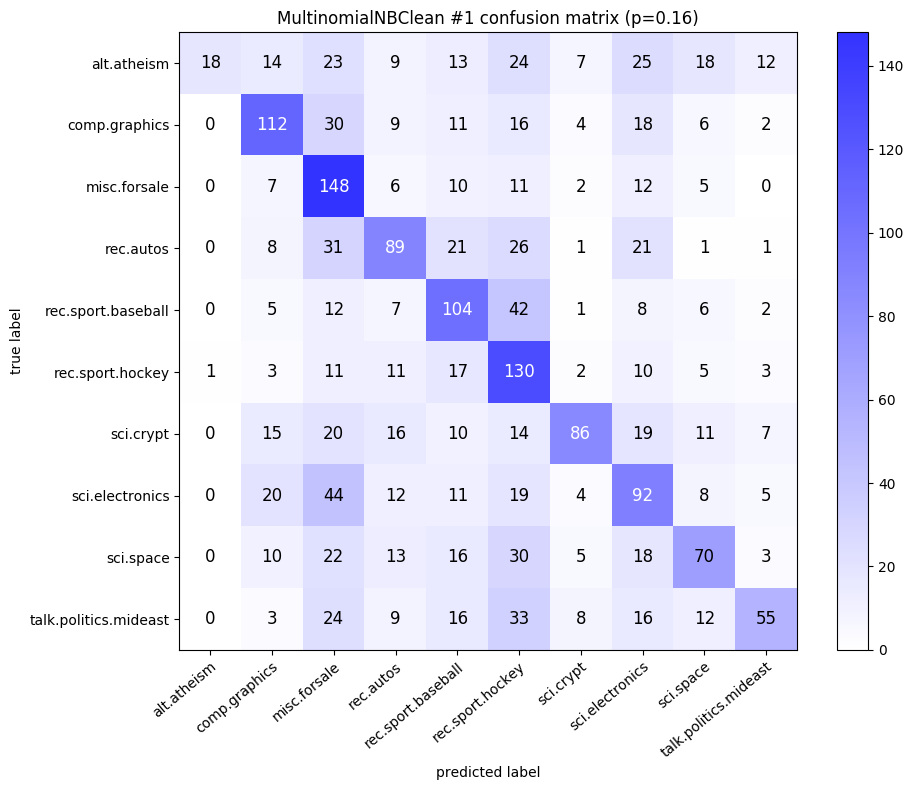 MultinomialNBClean #1 confusion matrix (p=0.16)
alt.atheism 18 14 23 9 13 24 7 25 18 12
comp.graphics 0 112 30 9 11 16 4 18 6 2
misc.forsale 0 7 148 6 10 11 2 12 5 0
rec.autos 0 8 31 89 21 26 1 21 1 1
rec.sport.baseball 0 5 12 7 104 42 1 8 6 2
rec.sport.hockey 1 3 11 11 17 130 2 10 5 3
sci.crypt 0 15 20 16 10 14 86 19 11 7
sci.electronics 0 20 44 12 11 19 4 92 8 5
sci.space 0 10 22 13 16 30 5 18 70 3
talk.politics.mideast 0 3 24 9 16 33 8 16 12 55
true label
alt.atheism
comp.graphics
misc.forsale
rec.autos
rec.sport.baseball
rec.sport.hockey
sci.crypt
sci.electronics
sci.space
talk.politics.mideast
predicted label
140
120
100
80
60
40
20
0